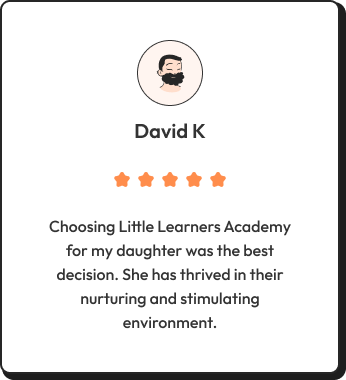 David K
Choosing Little Learners Academy
for my daughter was the best
decision. She has thrived in their
nurturing and stimulating
environment.